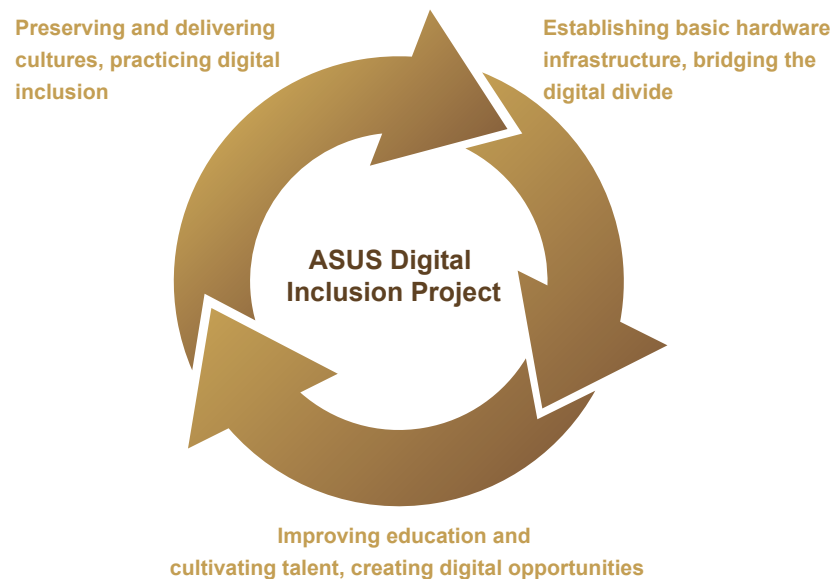 Preserving and delivering
cultures, practicing digital
inclusion
Establishing basic hardware
infrastructure, bridging the
digital divide
ASUS Digital
Inclusion Project
Improving education and
cultivating talent, creating digital opportunities